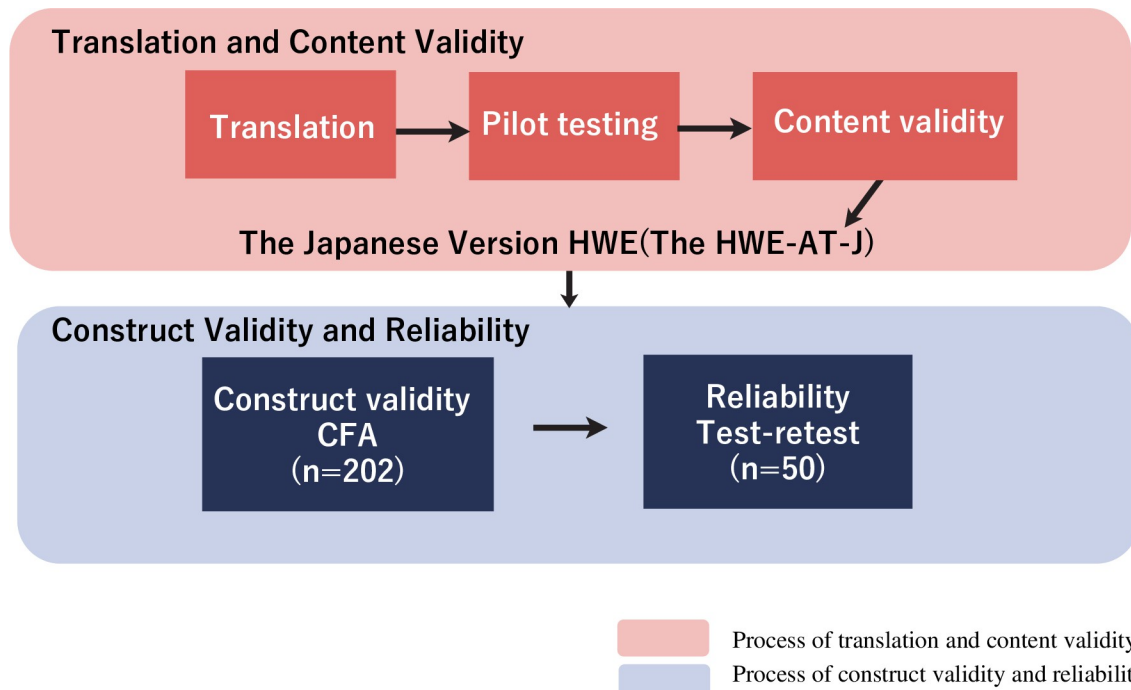 Translation and Content Validity
Translation
Pilot testing
Content validity
The Japanese Version HWE(The HWE-AT-J)
Construct Validity and Reliability
Construct validity
CFA
(n=202)
Reliability
Test-retest
(n=50)
Process of translation and content validity
Process of construct validity and reliabilit